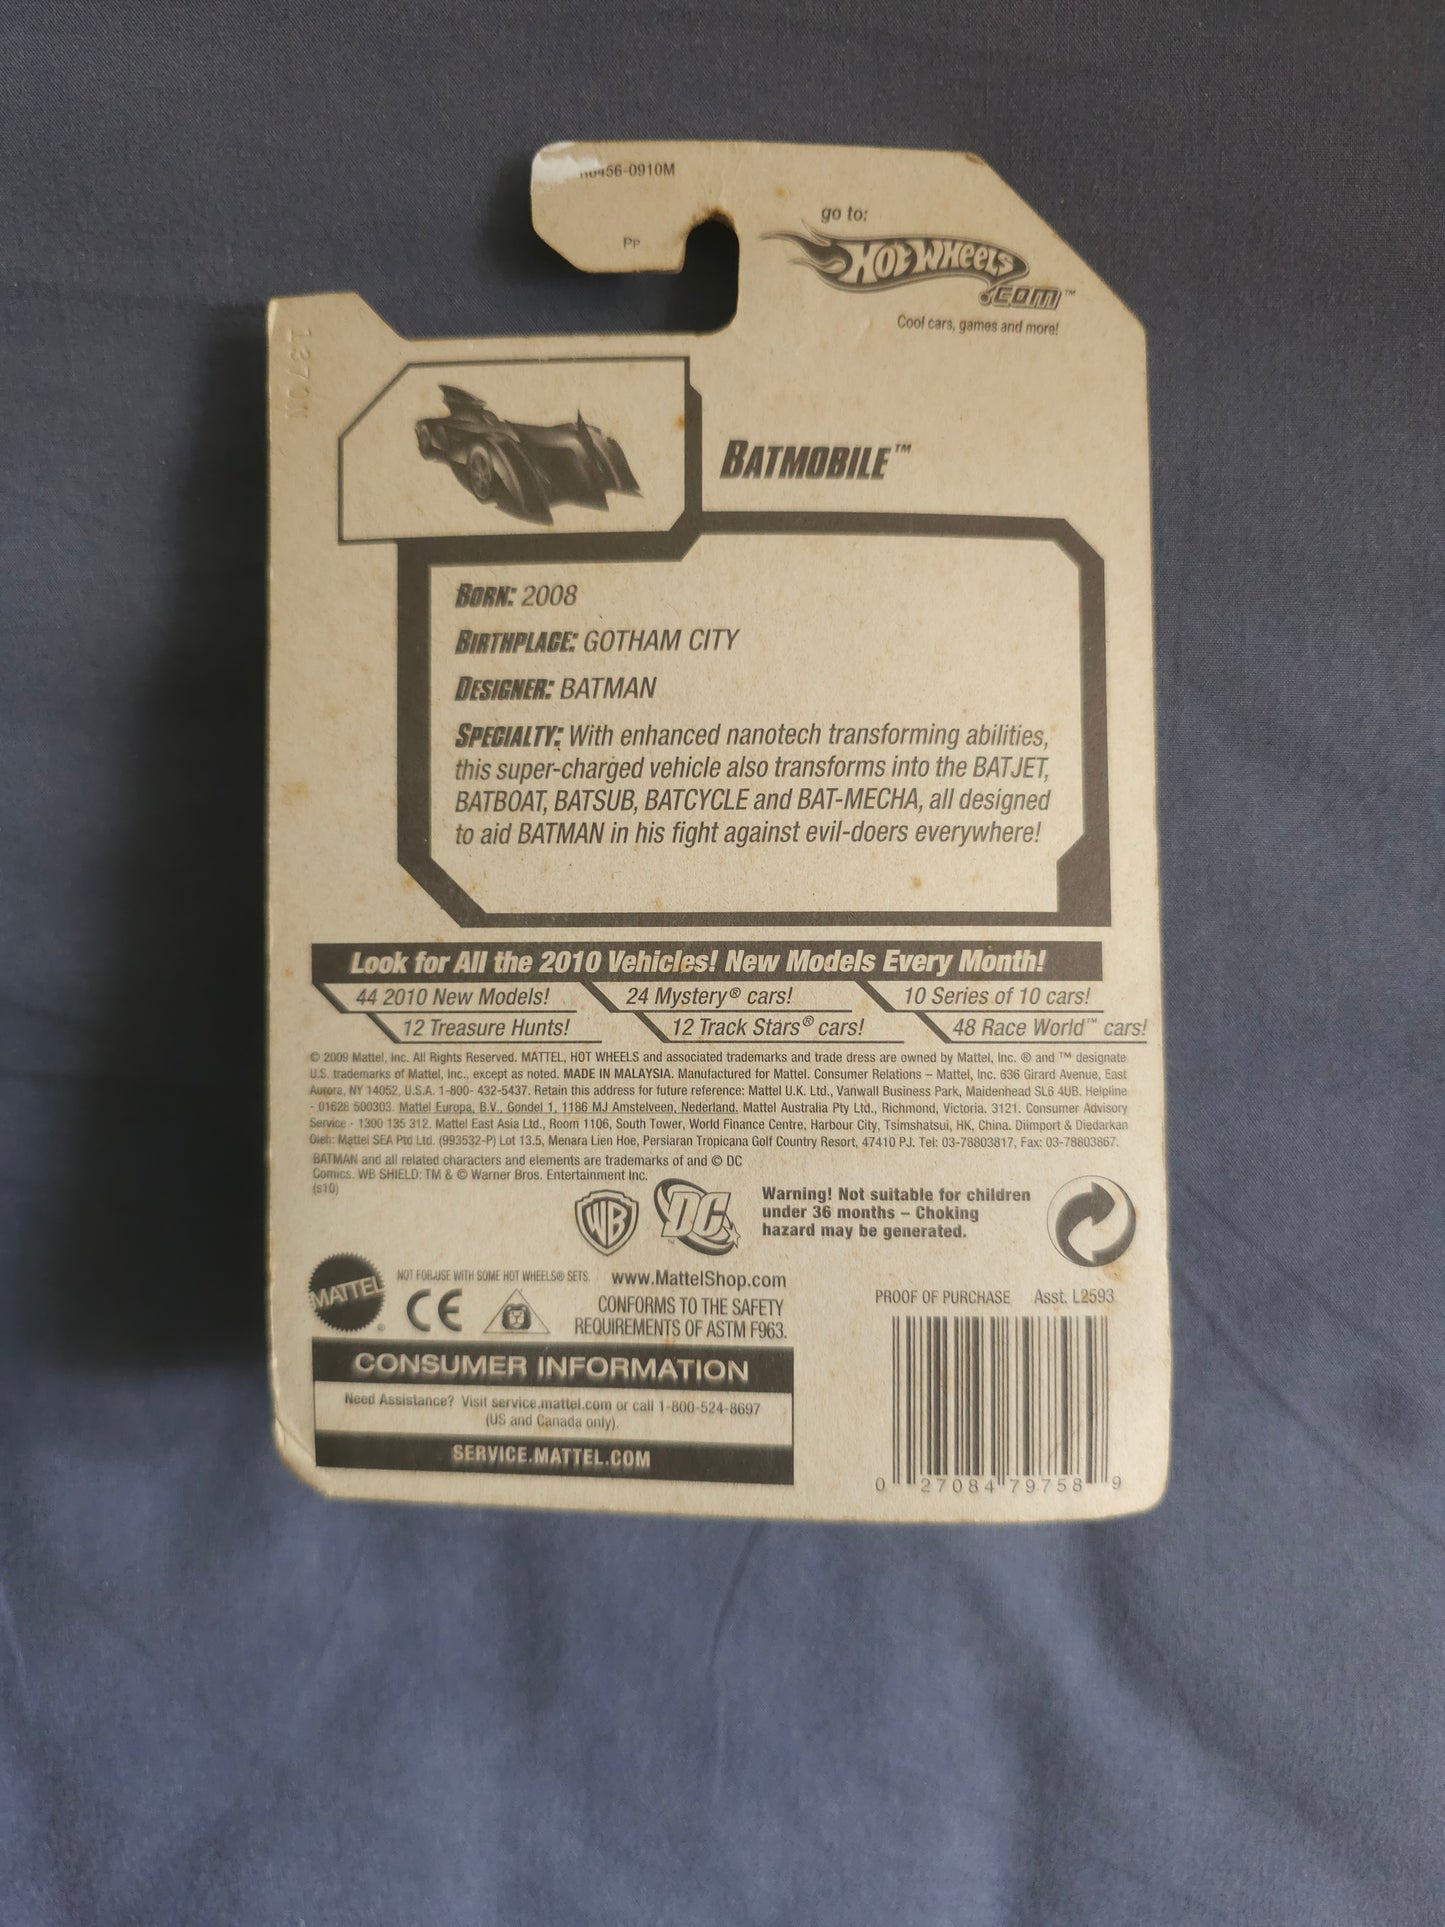 56-0910M
Pp
go to:
HOT WHEELS
.COM™
Cool cars, games and more!
BATMOBILE™
BORN: 2008
BIRTHPLACE: GOTHAM CITY
DESIGNER: BATMAN
SPECIALTY: With enhanced nanotech transforming abilities,
this super-charged vehicle also transforms into the BATJET,
BATBOAT, BATSUB, BATCYCLE and BAT-MECHA, all designed
to aid BATMAN in his fight against evil-doers everywhere!
Look for All the 2010 Vehicles! New Models Every Month!
44 2010 New Models! 24 Mystery® cars! 10 Series of 10 cars!
12 Treasure Hunts! 12 Track Stars® cars! 48 Race World™ cars!
© 2009 Mattel, Inc. All Rights Reserved. MATTEL, HOT WHEELS and associated trademarks and trade dress are owned by Mattel, Inc. ® and ™ designate
U.S. trademarks of Mattel, Inc., except as noted. MADE IN MALAYSIA. Manufactured for Mattel. Consumer Relations – Mattel, Inc. 636 Girard Avenue, East
Aurora, NY 14052, U.S.A. 1-800- 432-5437. Retain this address for future reference: Mattel U.K. Ltd., Vanwall Business Park, Maidenhead SL6 4UB. Helpline
- 01628 500303. Mattel Europa, B.V., Gondel 1, 1186 MJ Amstelveen, Nederland. Mattel Australia Pty Ltd., Richmond, Victoria. 3121. Consumer Advisory
Service - 1300 135 312. Mattel East Asia Ltd., Room 1106, South Tower, World Finance Centre, Harbour City, Tsimshatsui, HK, China. Diimport & Diedarkan
Oleh: Mattel SEA Ptd Ltd. (993532-P) Lot 13.5, Menara Lien Hoe, Persiaran Tropicana Golf Country Resort, 47410 PJ. Tel: 03-78803817, Fax: 03-78803867.
BATMAN and all related characters and elements are trademarks of and © DC
Comics. WB SHIELD: TM & © Warner Bros. Entertainment Inc.
(s10)
WB
DC
Warning! Not suitable for children
under 36 months – Choking
hazard may be generated.
MATTEL
NOT FOR USE WITH SOME HOT WHEELS® SETS. www.MattelShop.com
CE
CONFORMS TO THE SAFETY
REQUIREMENTS OF ASTM F963.
PROOF OF PURCHASE Asst. L2593
CONSUMER INFORMATION
Need Assistance? Visit service.mattel.com or call 1-800-524-8697
(US and Canada only).
SERVICE.MATTEL.COM
0 27084 79758 9